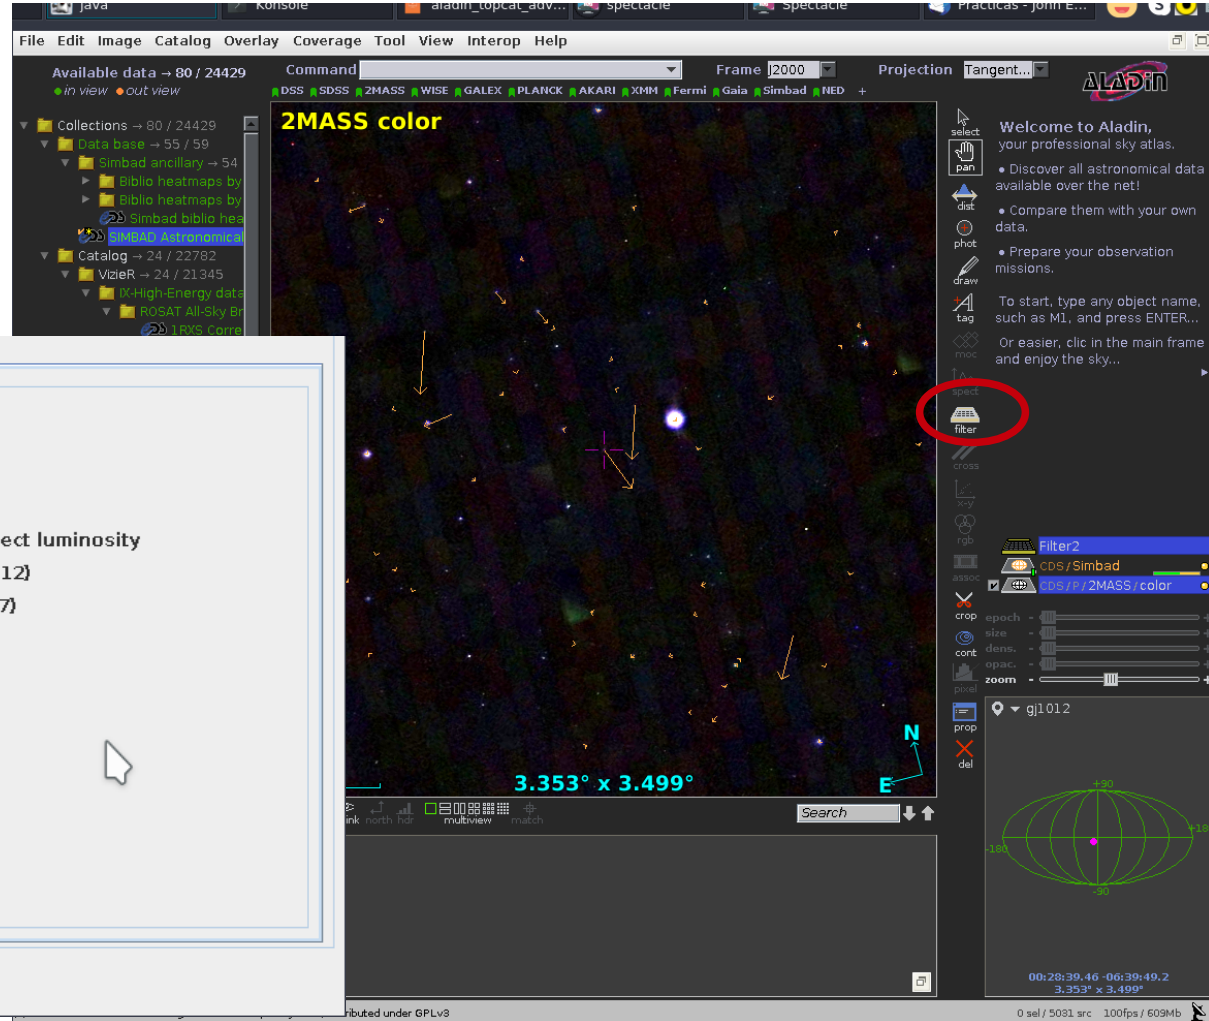 java
Konsole
aladin_topcat_adv...
spectacle
Spectacle
Practicas - John E...
S
File Edit Image Catalog Overlay Coverage Tool View Interop Help
Available data → 80 / 24429
in view out view
Command
Frame J2000
Projection Tangent...
ALADIN
DSS SDSS 2MASS WISE GALEX PLANCK AKARI XMM Fermi Gaia Simbad NED +
Collections → 80 / 24429
Data base → 55 / 59
Simbad ancillary → 54
Biblio heatmaps by
Biblio heatmaps by
Simbad biblio hea
SIMBAD Astronomical
Catalog → 24 / 22782
VizieR → 24 / 21345
IX-High-Energy data
ROSAT All-Sky Br
1RXS Corre
2MASS color
ect luminosity
12)
7)
N
E
3.353° x 3.499°
select
pan
dist
phot
draw
tag
moc
spect
filter
cross
x-y
rgb
assoc
crop
cont
pixel
prop
del
Welcome to Aladin,
your professional sky atlas.
• Discover all astronomical data
available over the net!
• Compare them with your own
data.
• Prepare your observation
missions.
To start, type any object name,
such as M1, and press ENTER...
Or easier, clic in the main frame
and enjoy the sky...
Filter2
CDS/Simbad
CDS/P/2MASS/color
epoch - +
size - +
dens. - +
opac. - +
zoom - +
gj1012
+90
-180
+18
-90
00:28:39.46 -06:39:49.2
3.353° x 3.499°
ink north hdr multiview match
Search
ributed under GPLv3
0 sel / 5031 src 100fps / 609Mb